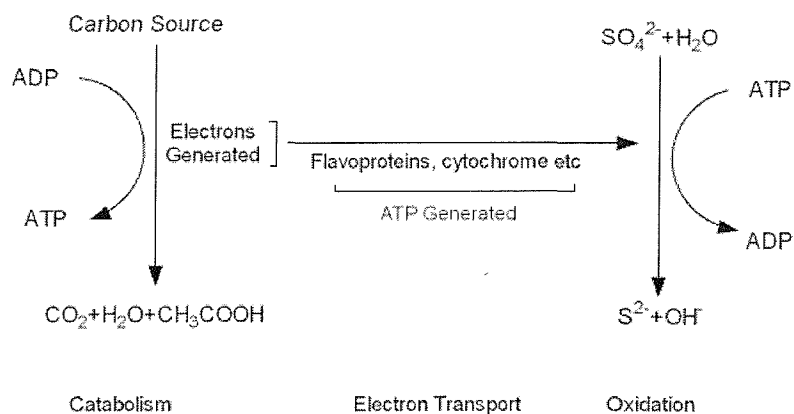 Carbon Source
SO₄²⁻+H₂O
ADP
ATP
Electrons
Generated
Flavoproteins, cytochrome etc
ATP Generated
ATP
ADP
CO₂+H₂O+CH₃COOH
S²⁻+OH⁻
Catabolism
Electron Transport
Oxidation